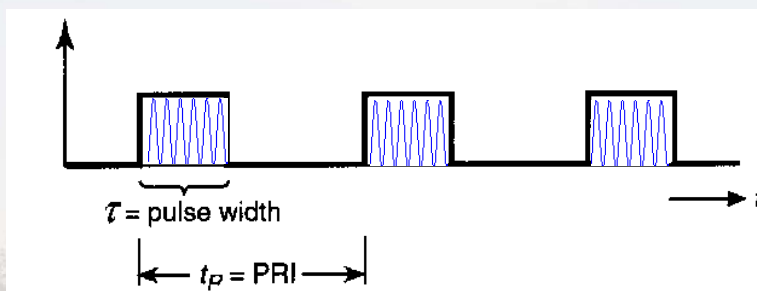 τ = pulse width
t_p = PRI